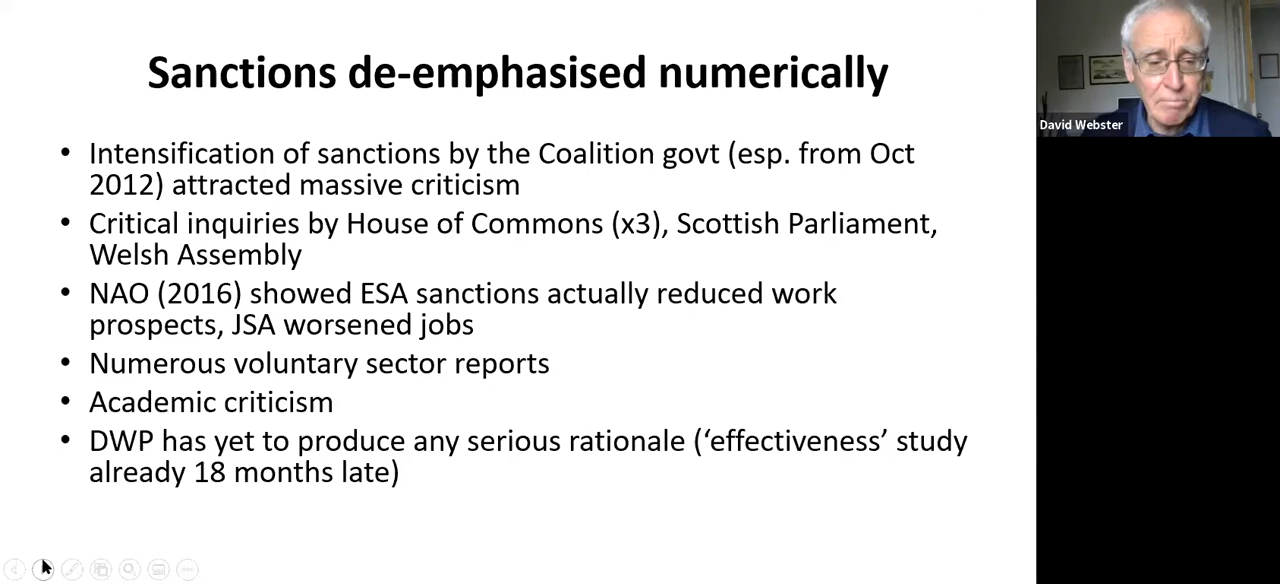 Sanctions de-emphasised numerically
• Intensification of sanctions by the Coalition govt (esp. from Oct
2012) attracted massive criticism
• Critical inquiries by House of Commons (x3), Scottish Parliament,
Welsh Assembly
• NAO (2016) showed ESA sanctions actually reduced work
prospects, JSA worsened jobs
• Numerous voluntary sector reports
• Academic criticism
• DWP has yet to produce any serious rationale (‘effectiveness’ study
already 18 months late)
David Webster